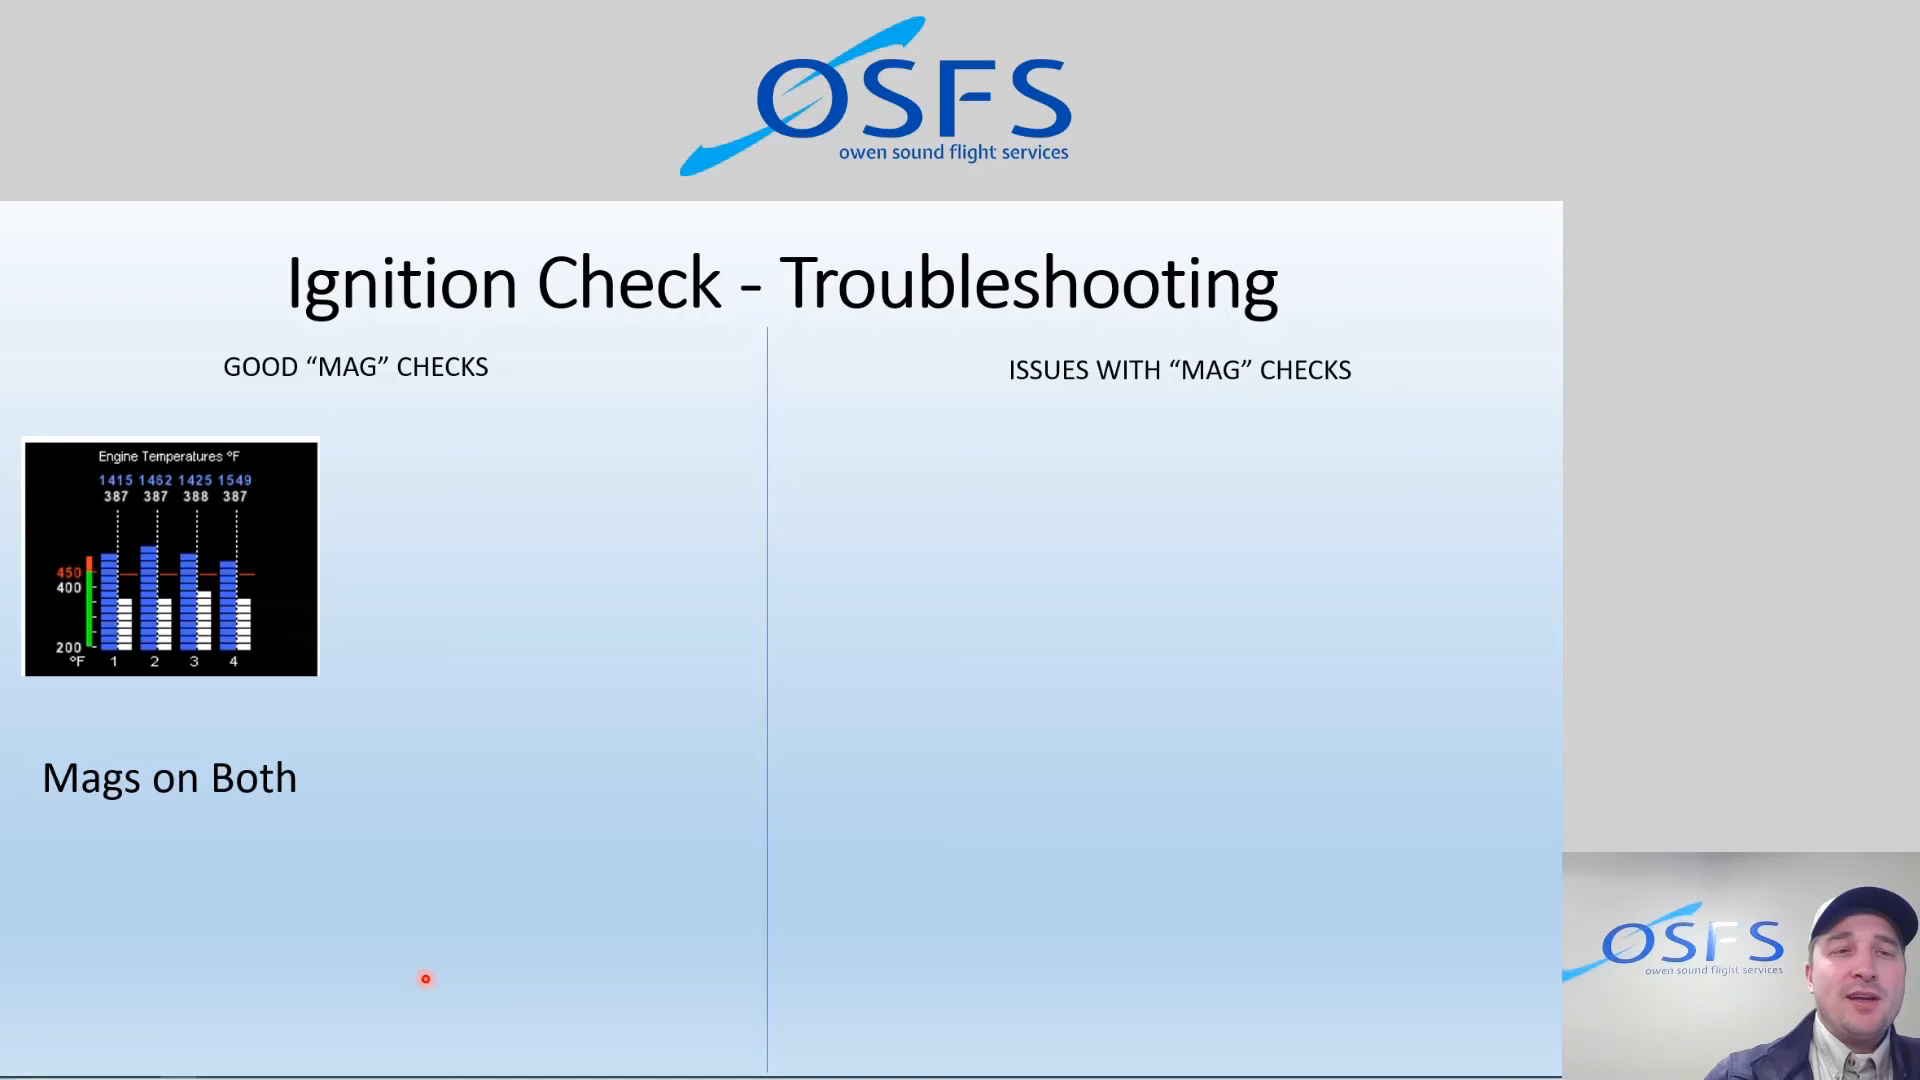 OSFS
owen sound flight services
Ignition Check - Troubleshooting
GOOD “MAG” CHECKS
ISSUES WITH “MAG” CHECKS
Engine Temperatures °F
1415 1462 1425 1549
387 387 388 387
450
400
200
°F 1 2 3 4
Mags on Both
OSFS
owen sound flight services